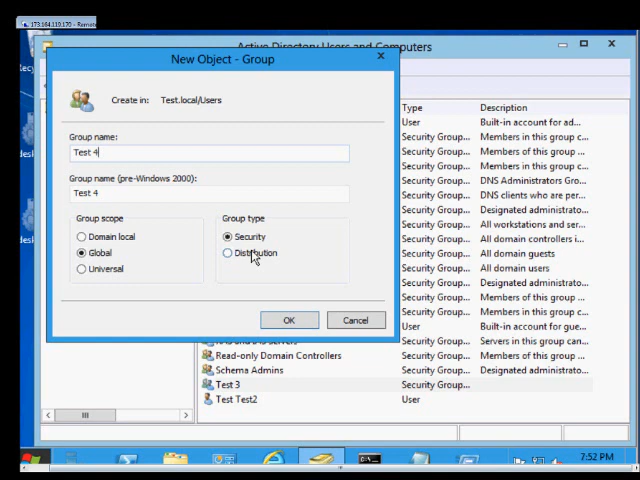 173.164.119.170 - Remote
Active Directory Users and Computers
New Object - Group
Create in: Test.local/Users
Group name:
Test 4
Group name (pre-Windows 2000):
Test 4
Group scope
Domain local
Global
Universal
Group type
Security
Distribution
OK
Cancel
Type Description
User Built-in account for ad...
Security Group... Members in this group c...
Security Group... Members of this group ...
Security Group... Members in this group c...
Security Group... DNS Administrators Gro...
Security Group... DNS clients who are per...
Security Group... Designated administrato...
Security Group... All workstations and ser...
Security Group... All domain controllers i...
Security Group... All domain guests
Security Group... All domain users
Security Group... Designated administrato...
Security Group... Members of this group ...
Security Group... Members in this group c...
User Built-in account for gue...
Security Group... Servers in this group can...
Read-only Domain Controllers Security Group... Members of this group ...
Schema Admins Security Group... Designated administrato...
Test 3 Security Group...
Test Test2 User
7:52 PM